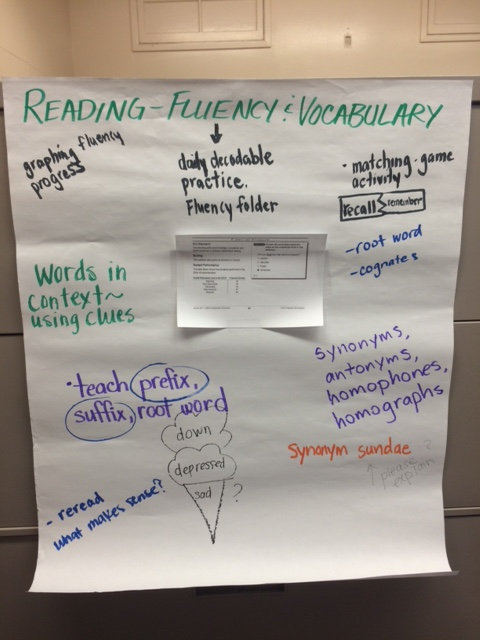 READING-FLUENCY & VOCABULARY
graphing fluency
progress
daily decodable
practice.
Fluency folder
· matching game
activity
recall remember
- root word
- cognates
Words in
context~
using clues
synonyms,
antonyms,
homophones,
homographs
· teach prefix,
suffix, root word
down
depressed
sad ?
Synonym sundae ?
↑ please
explain
- reread
what makes sense?